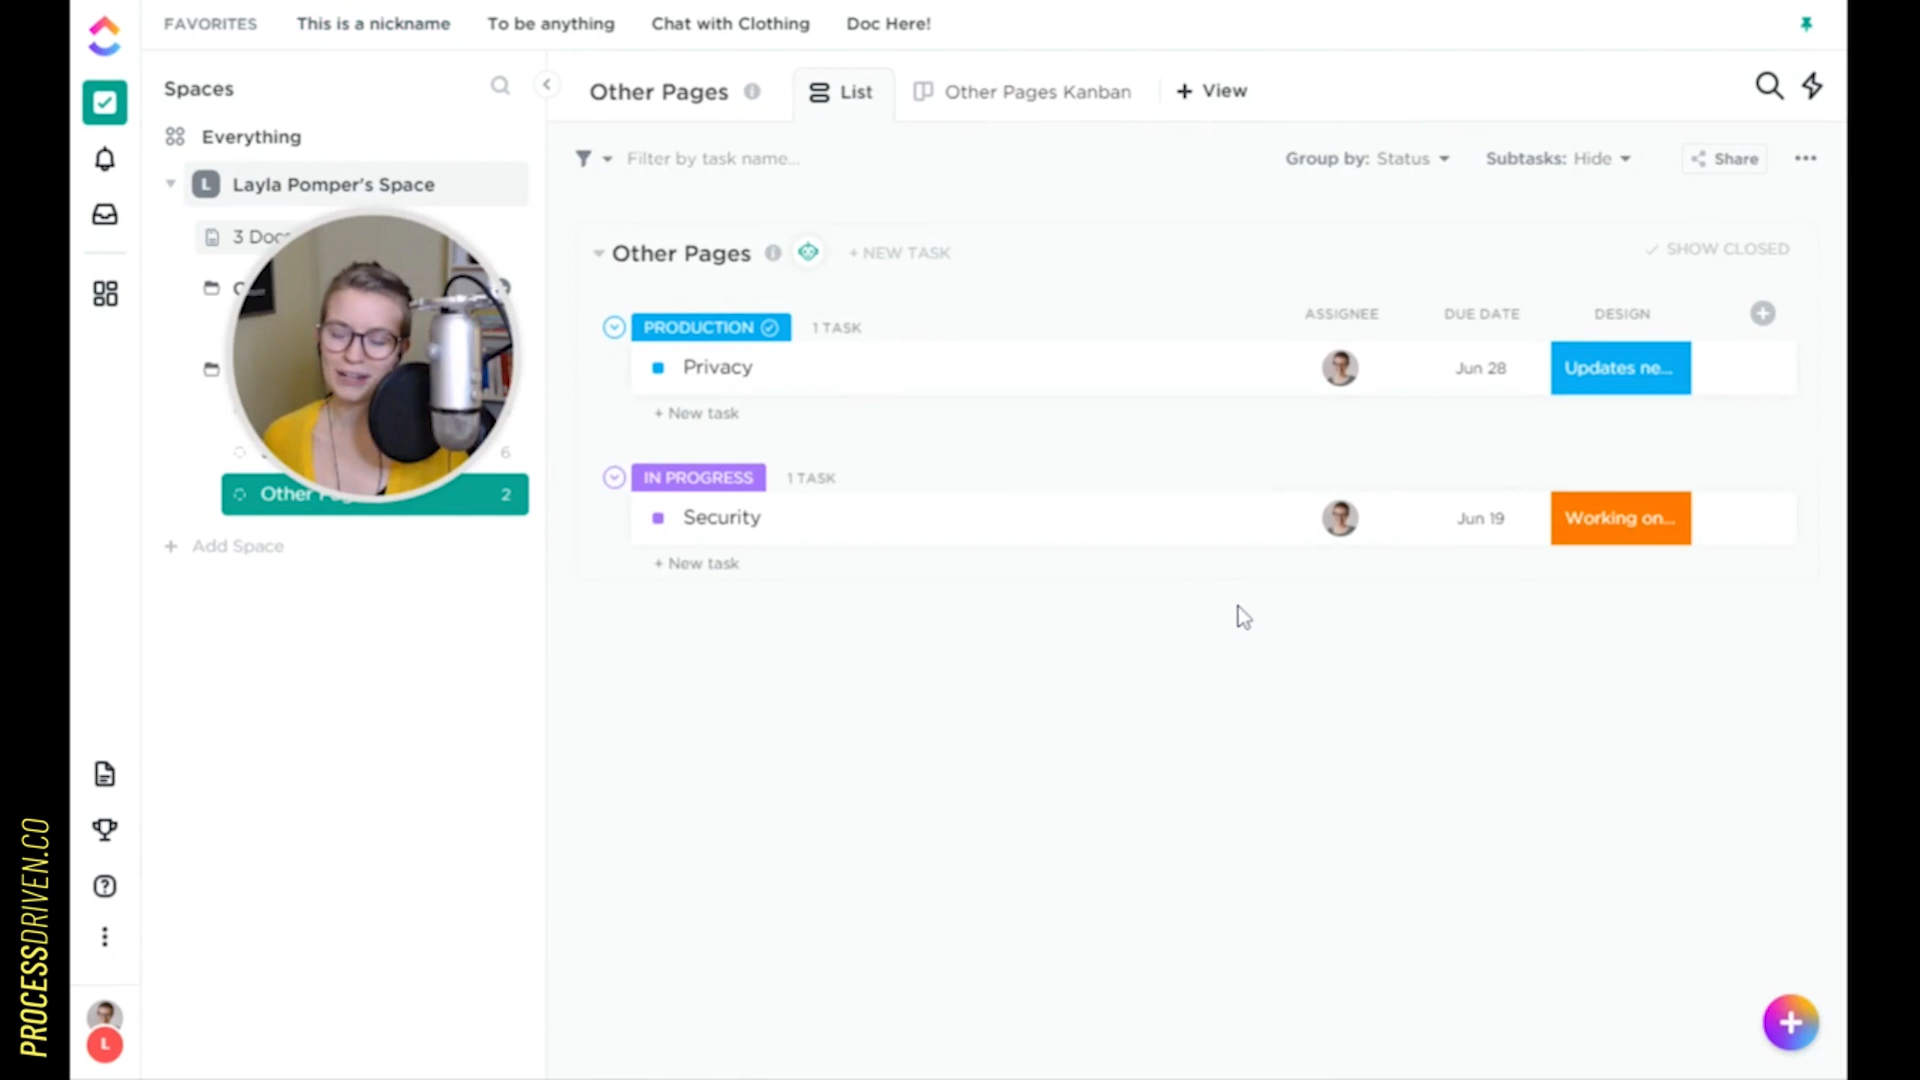 FAVORITES This is a nickname To be anything Chat with Clothing Doc Here!
Spaces
Everything
L Layla Pomper's Space
3
6
Other 2
+ Add Space
Other Pages List Other Pages Kanban + View
Filter by task name...
Group by: Status Subtasks: Hide Share
Other Pages + NEW TASK SHOW CLOSED
PRODUCTION 1 TASK ASSIGNEE DUE DATE DESIGN
Privacy Jun 28 Updates ne...
+ New task
IN PROGRESS 1 TASK
Security Jun 19 Working on...
+ New task
L
PROCESSDRIVEN.CO